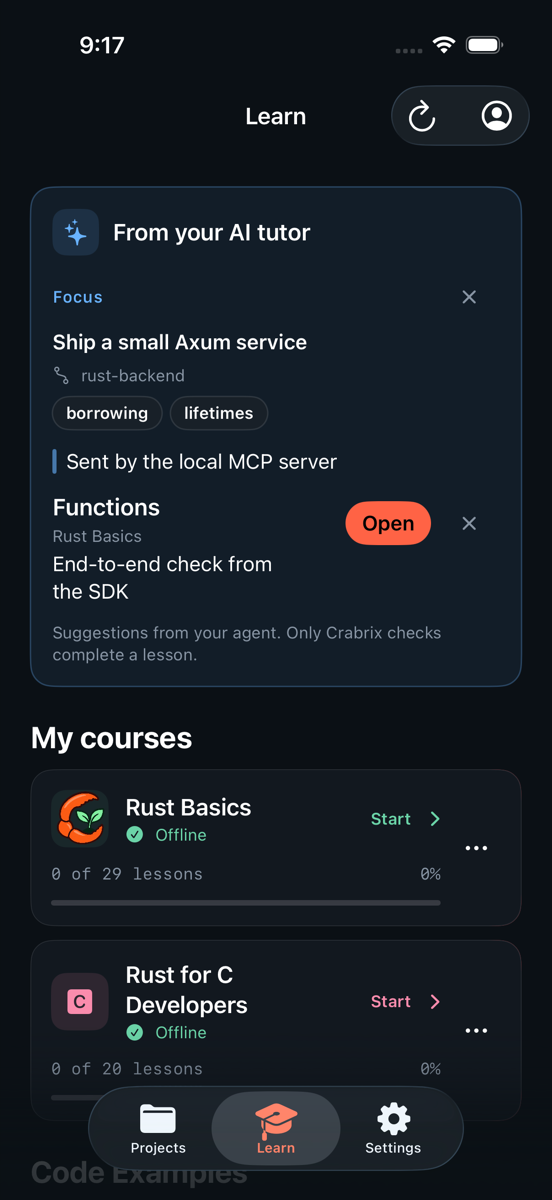 9:17
Learn
From your AI tutor
Focus
Ship a small Axum service
rust-backend
borrowing
lifetimes
Sent by the local MCP server
Functions
Rust Basics
Open
End-to-end check from
the SDK
Suggestions from your agent. Only Crabrix checks
complete a lesson.
My courses
Rust Basics
Offline
Start
0 of 29 lessons
0%
C
Rust for C
Developers
Offline
Start
0 of 20 lessons
0%
Projects
Learn
Settings
Code Examples